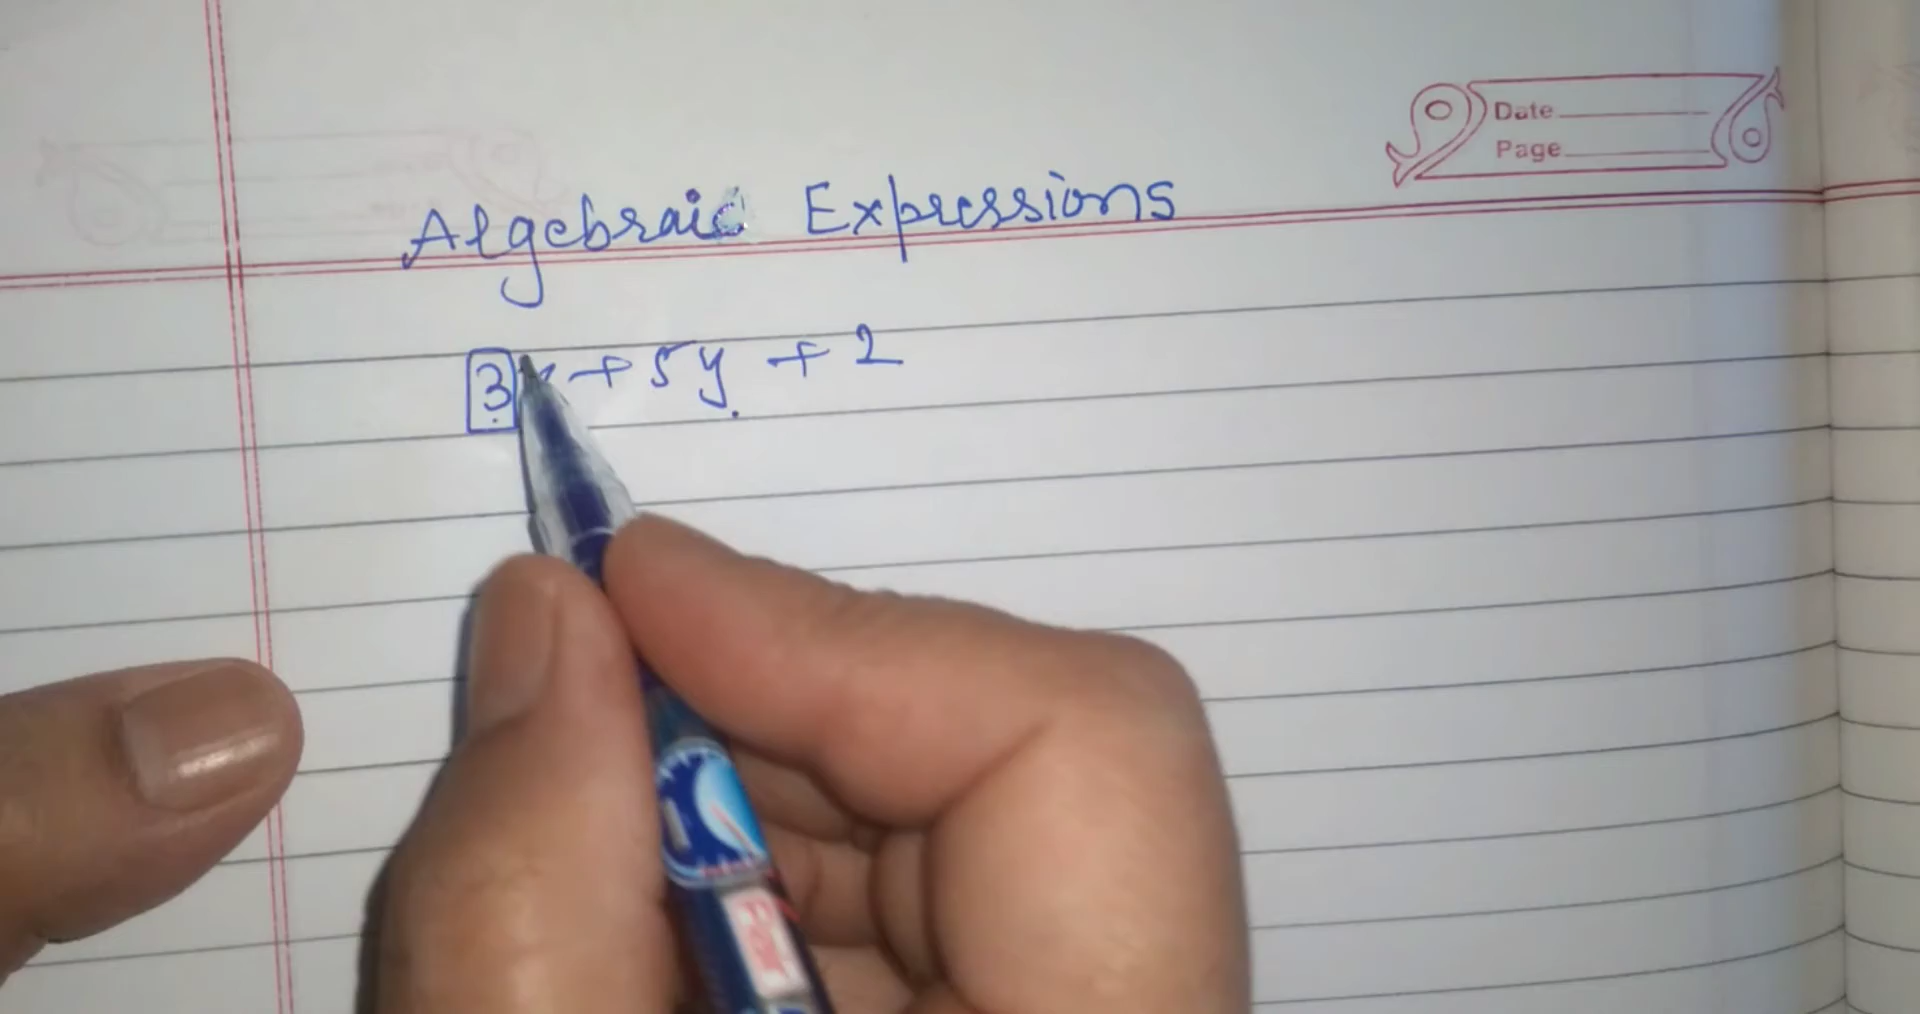 Date
Page
Algebraic Expressions
3x + 5y + 2